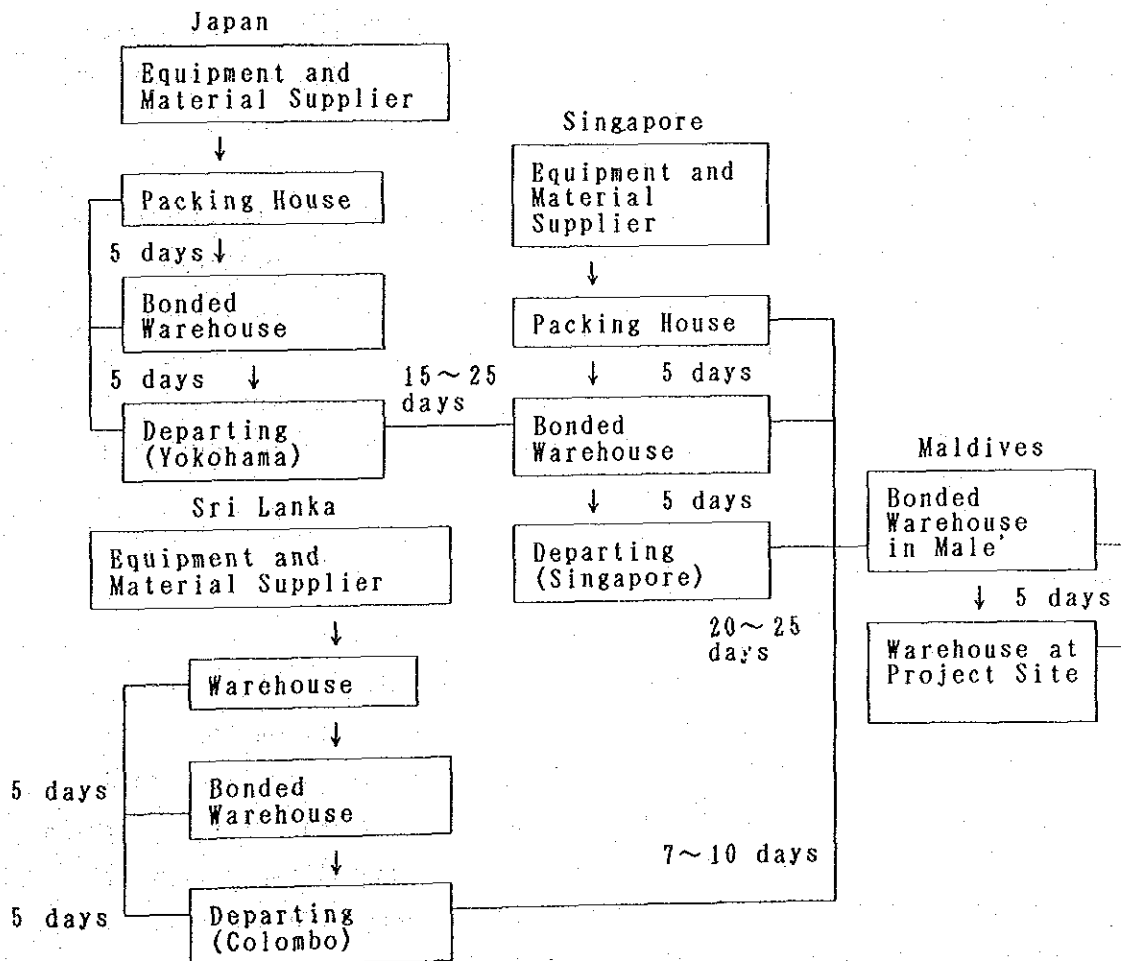 Japan
Equipment and
Material Supplier
Packing House
5 days
Bonded
Warehouse
5 days
Departing
(Yokohama)
15~25
days
Singapore
Equipment and
Material
Supplier
Packing House
5 days
Bonded
Warehouse
5 days
Departing
(Singapore)
20~25
days
Maldives
Bonded
Warehouse
in Male'
5 days
Warehouse at
Project Site
Sri Lanka
Equipment and
Material Supplier
Warehouse
5 days
Bonded
Warehouse
5 days
Departing
(Colombo)
7~10 days